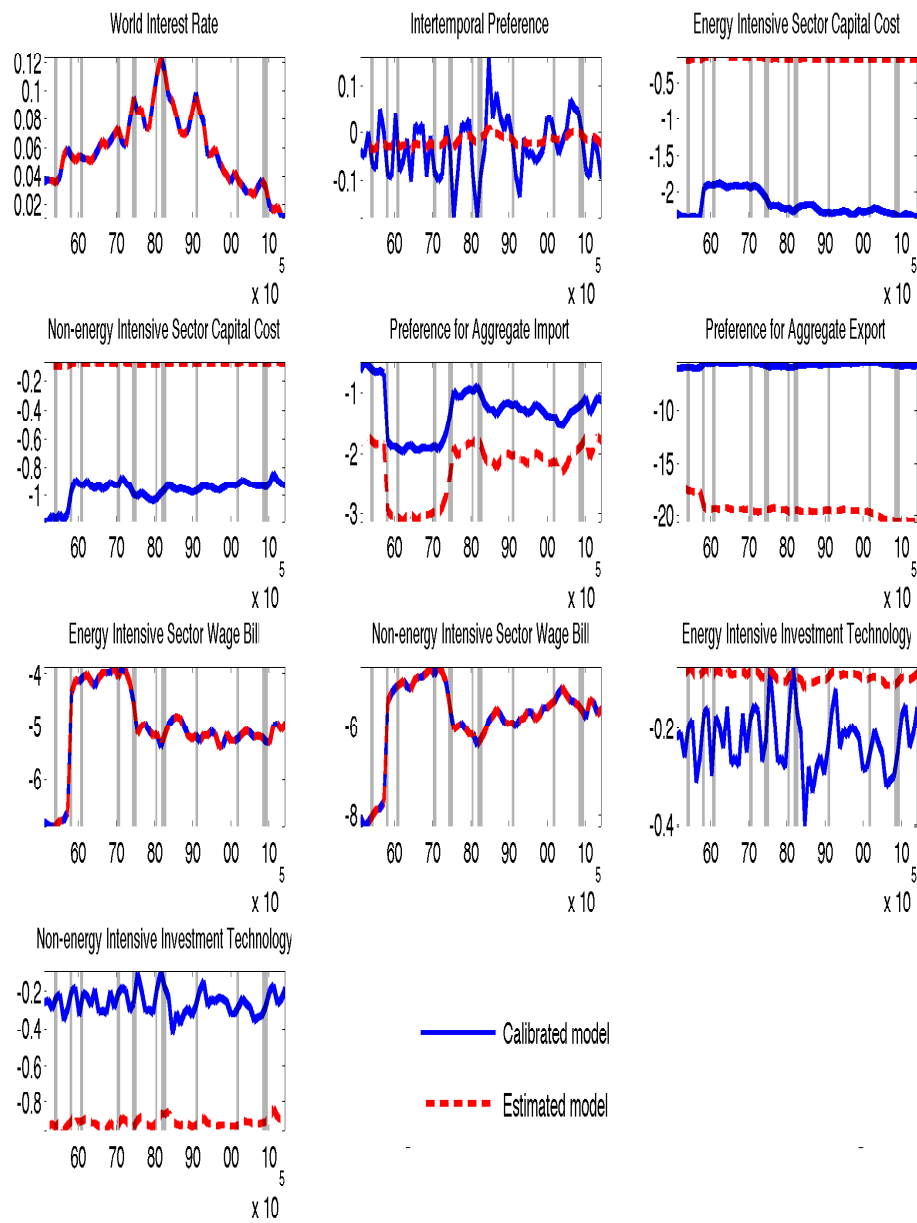 World Interest Rate
0.12
0.1
0.08
0.06
0.04
0.02
60 70 80 90 00 10
5
x 10
Intertemporal Preference
0.1
0
-0.1
60 70 80 90 00 10
5
x 10
Energy Intensive Sector Capital Cost
-0.5
-1
-1.5
-2
60 70 80 90 00 10
5
x 10
Non-energy Intensive Sector Capital Cost
-0.2
-0.4
-0.6
-0.8
-1
60 70 80 90 00 10
5
x 10
Preference for Aggregate Import
-1
-2
-3
60 70 80 90 00 10
5
x 10
Preference for Aggregate Export
-10
-15
-20
60 70 80 90 00 10
5
x 10
Energy Intensive Sector Wage Bill
-4
-5
-6
60 70 80 90 00 10
5
x 10
Non-energy Intensive Sector Wage Bill
-6
-8
60 70 80 90 00 10
5
x 10
Energy Intensive Investment Technology
-0.2
-0.4
60 70 80 90 00 10
5
x 10
Non-energy Intensive Investment Technology
-0.2
-0.4
-0.6
-0.8
60 70 80 90 00 10
5
x 10
Calibrated model
Estimated model